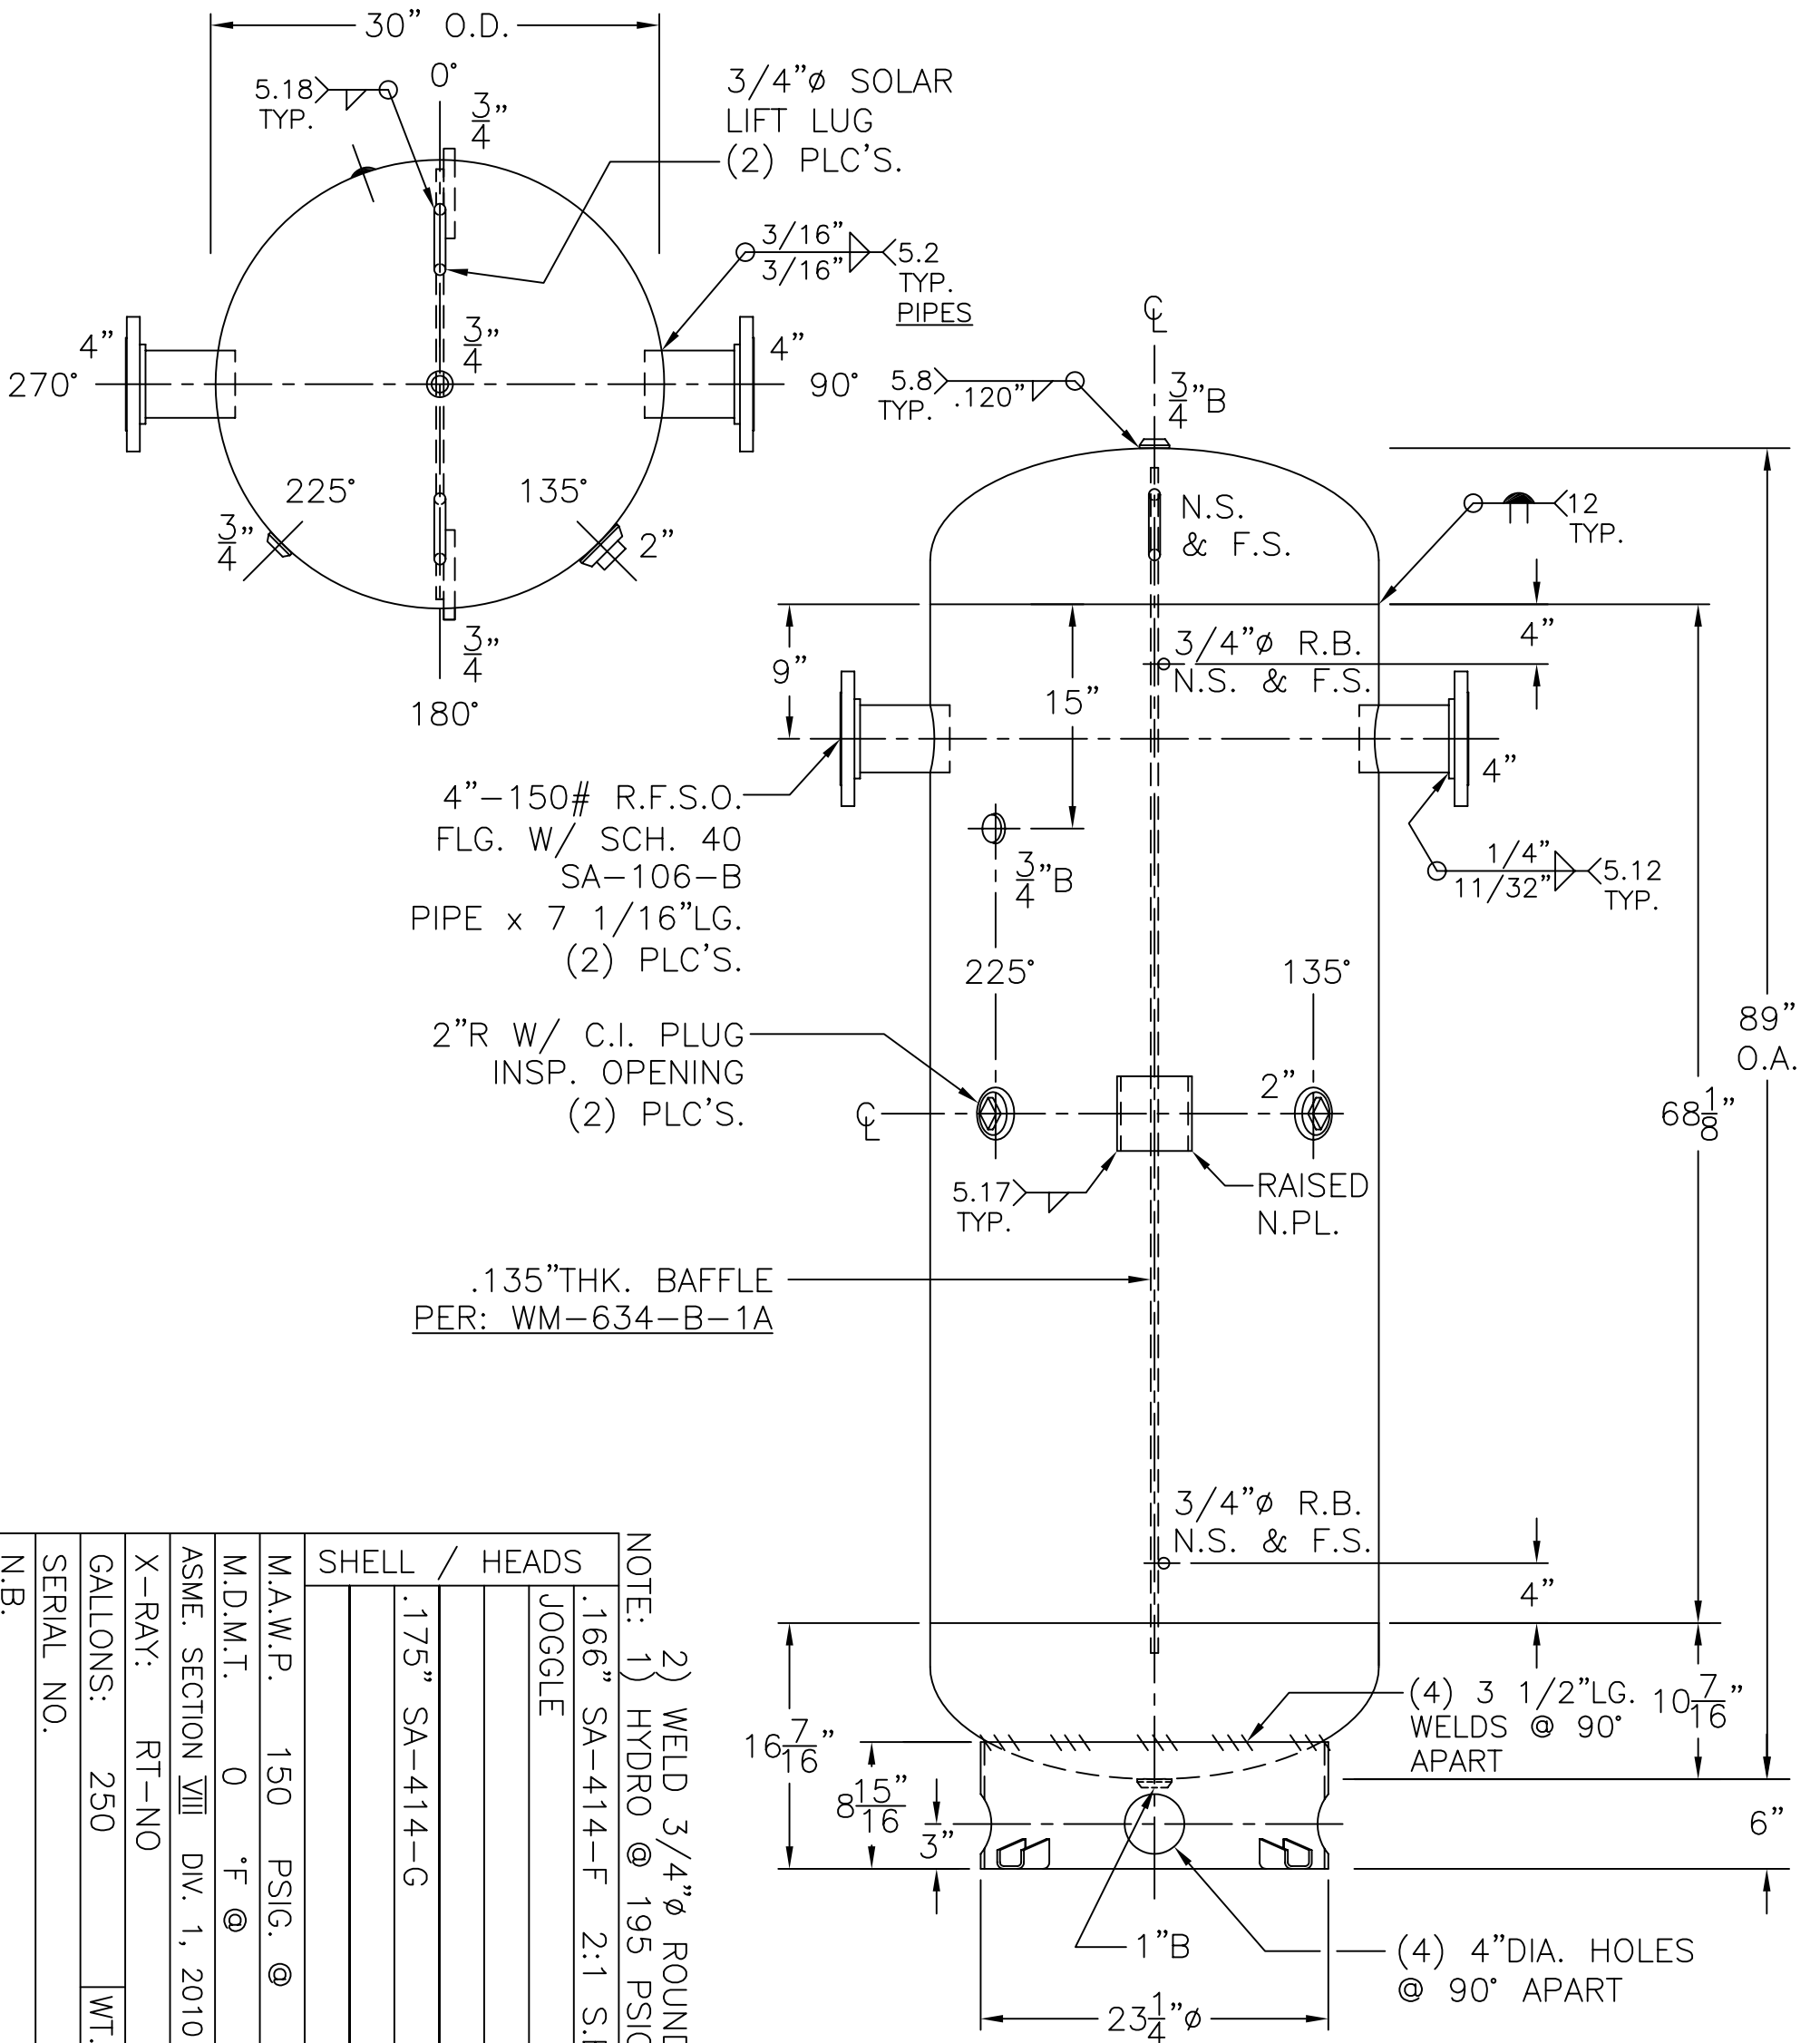 30" O.D.
0°
5.18
TYP.
3/4"
3/4"ø SOLAR
LIFT LUG
(2) PLC'S.
3/16"
3/16"
5.2
TYP.
PIPES
4"
3/4"
4"
270°
90°
225°
135°
3/4"
2"
3/4"
180°
℄
5.8
TYP.
.120"
3/4"B
N.S.
& F.S.
12
TYP.
9"
15"
3/4"ø R.B.
N.S. & F.S.
4"
4"
4"-150# R.F.S.O.
FLG. W/ SCH. 40
SA-106-B
PIPE x 7 1/16"LG.
(2) PLC'S.
3/4"B
1/4"
11/32"
5.12
TYP.
225°
135°
89"
O.A.
2"R W/ C.I. PLUG
INSP. OPENING
(2) PLC'S.
℄
2"
68 1/8"
5.17
TYP.
RAISED
N.PL.
.135"THK. BAFFLE
PER: WM-634-B-1A
3/4"ø R.B.
N.S. & F.S.
4"
(4) 3 1/2"LG.
WELDS @ 90°
APART
10 7/16"
16 7/16"
8 15/16"
3"
6"
1"B
(4) 4"DIA. HOLES
@ 90° APART
23 1/4"ø
2) WELD 3/4"ø ROUND
NOTE: 1) HYDRO @ 195 PSIG
SHELL / HEADS
.166" SA-414-F 2:1
JOGGLE
.175" SA-414-G
M.A.W.P. 150 PSIG. @
M.D.M.T. 0 °F @
ASME. SECTION VIII DIV. 1, 2010
X-RAY: RT-NO
GALLONS: 250 WT.
SERIAL NO.
N.B.